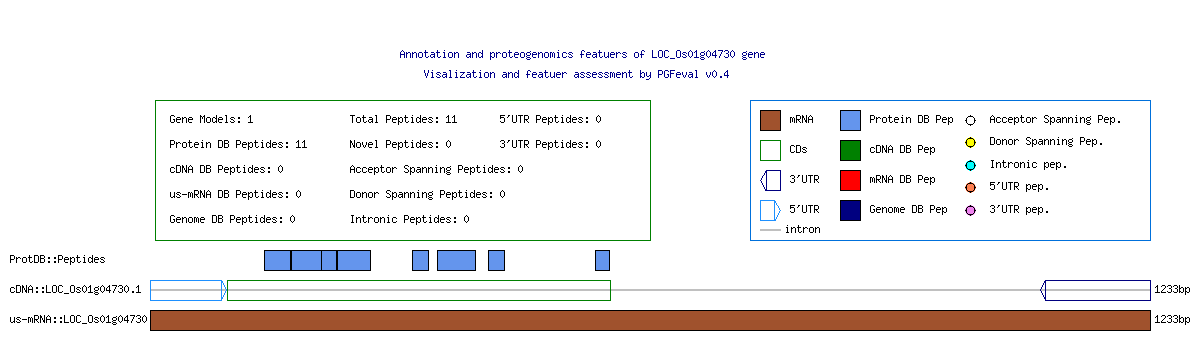 Annotation and proteogenomics featuers of LOC_Os01g04730 gene
Visalization and featuer assessment by PGFeval v0.4
Gene Models: 1 Total Peptides: 11 5'UTR Peptides: 0
Protein DB Peptides: 11 Novel Peptides: 0 3'UTR Peptides: 0
cDNA DB Peptides: 0 Acceptor Spanning Peptides: 0
us-mRNA DB Peptides: 0 Donor Spanning Peptides: 0
Genome DB Peptides: 0 Intronic Peptides: 0
mRNA Protein DB Pep Acceptor Spanning Pep.
CDs cDNA DB Pep Donor Spanning Pep.
3'UTR mRNA DB Pep Intronic pep.
5'UTR Genome DB Pep 5'UTR pep.
intron 3'UTR pep.
ProtDB::Peptides
cDNA::LOC_Os01g04730.1 1233bp
us-mRNA::LOC_Os01g04730 1233bp